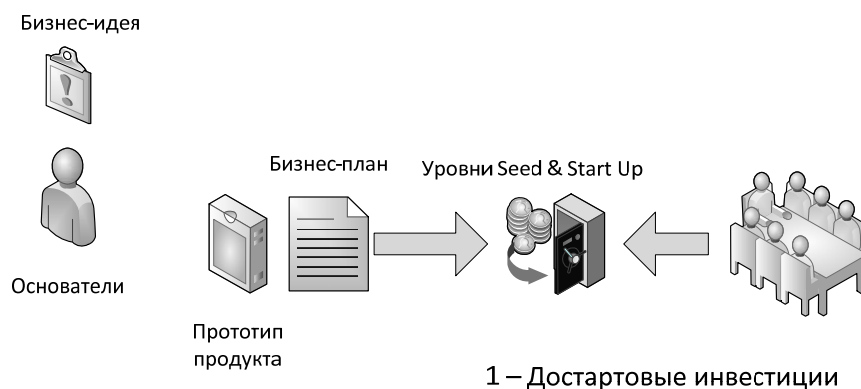 Бизнес-идея
Бизнес-план
Уровни Seed & Start Up
Основатели
Прототип
продукта
1 – Достартовые инвестиции